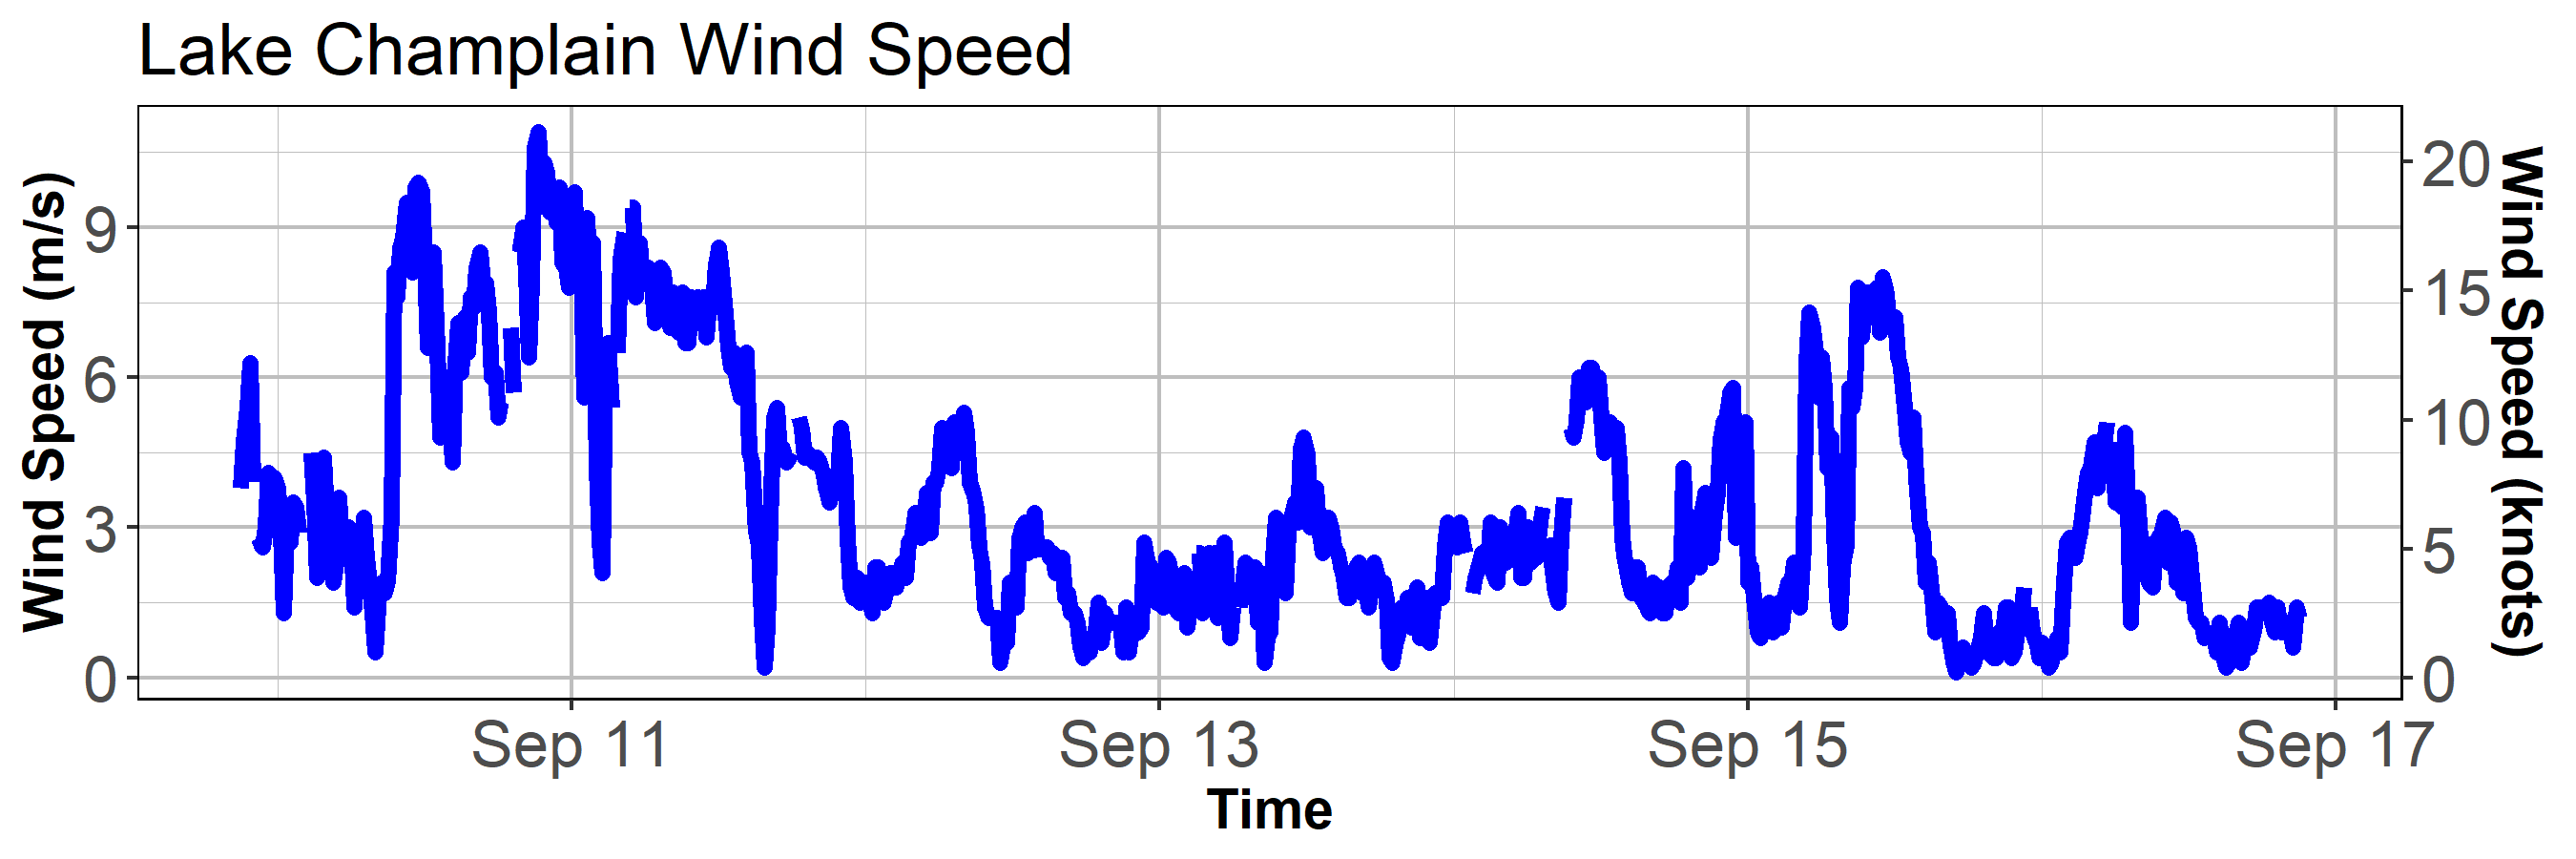 Lake Champlain Wind Speed
Wind Speed (m/s)
9
6
3
0
20
15
10
5
0
Wind Speed (knots)
Sep 11
Sep 13
Sep 15
Sep 17
Time